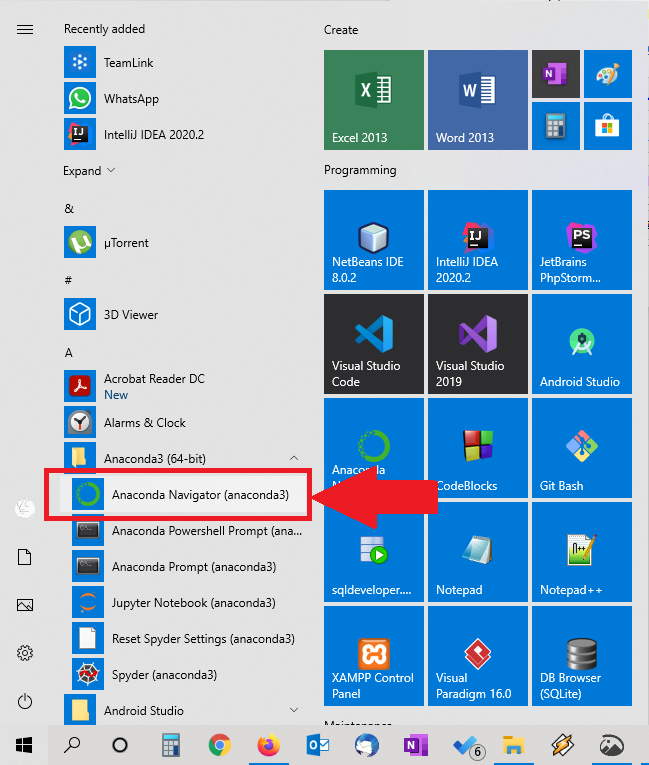 Recently added
TeamLink
WhatsApp
IntelliJ IDEA 2020.2
Expand
&
µTorrent
#
3D Viewer
A
Acrobat Reader DC
New
Alarms & Clock
Anaconda3 (64-bit)
Anaconda Navigator (anaconda3)
Anaconda Powershell Prompt (ana...
Anaconda Prompt (anaconda3)
Jupyter Notebook (anaconda3)
Reset Spyder Settings (anaconda3)
Spyder (anaconda3)
Android Studio
Create
Excel 2013
Word 2013
Programming
NetBeans IDE
8.0.2
IntelliJ IDEA
2020.2
JetBrains
PhpStorm...
Visual Studio
Code
Visual Studio
2019
Android Studio
Anaconda
CodeBlocks
Git Bash
sqldeveloper....
Notepad
Notepad++
XAMPP Control
Panel
Visual
Paradigm 16.0
DB Browser
(SQLite)
Maintenance
6